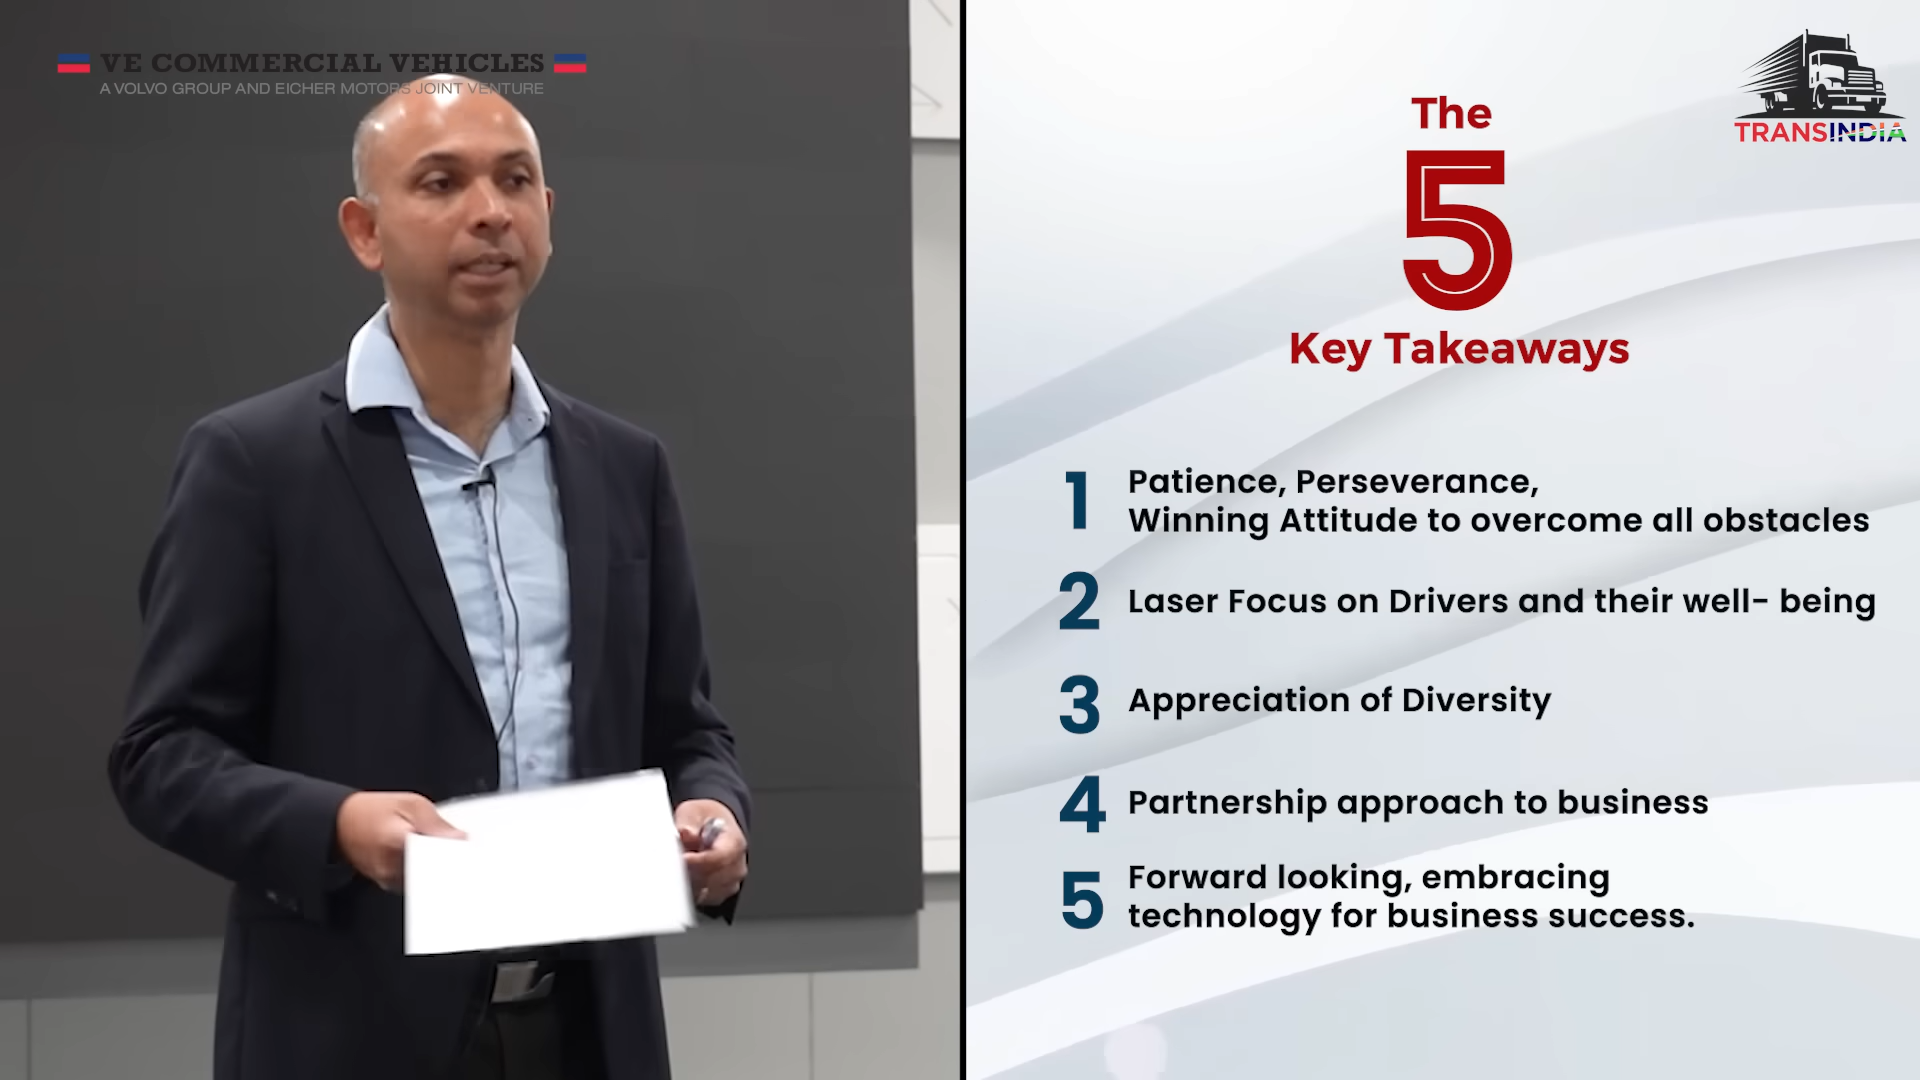 VE COMMERCIAL VEHICLES
A VOLVO GROUP AND EICHER MOTORS JOINT VENTURE
TRANSINDIA
The
5
Key Takeaways
1 Patience, Perseverance,
Winning Attitude to overcome all obstacles
2 Laser Focus on Drivers and their well- being
3 Appreciation of Diversity
4 Partnership approach to business
5 Forward looking, embracing
technology for business success.